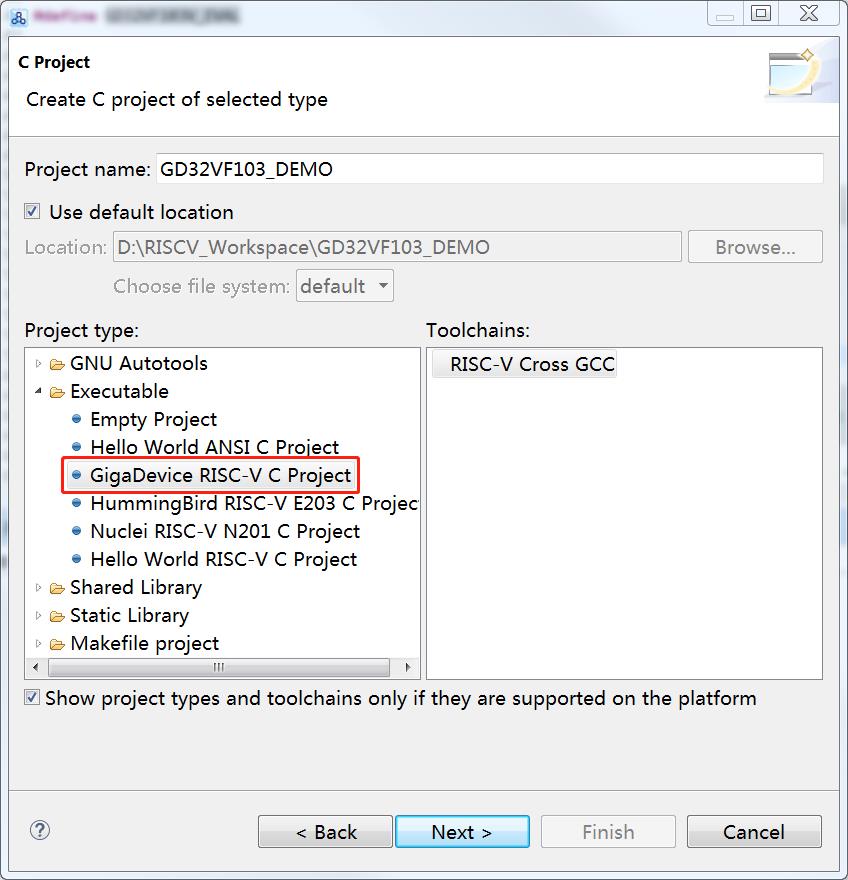 C Project
Create C project of selected type
Project name: GD32VF103_DEMO
Use default location
Location: D:\RISCV_Workspace\GD32VF103_DEMO Browse...
Choose file system: default
Project type: Toolchains:
GNU Autotools RISC-V Cross GCC
Executable
Empty Project
Hello World ANSI C Project
GigaDevice RISC-V C Project
HummingBird RISC-V E203 C Projec
Nuclei RISC-V N201 C Project
Hello World RISC-V C Project
Shared Library
Static Library
Makefile project
Show project types and toolchains only if they are supported on the platform
< Back Next > Finish Cancel